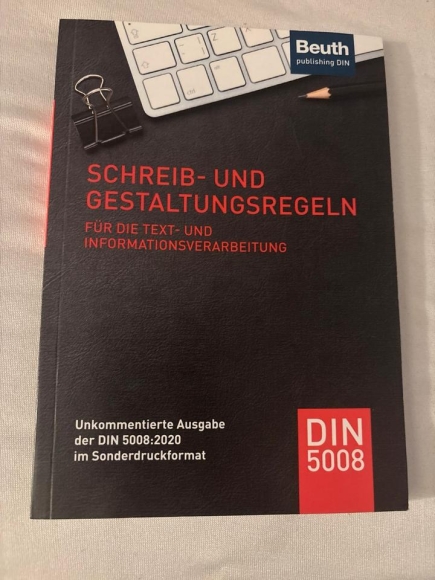 Beuth
publishing DIN
SCHREIB- UND
GESTALTUNGSREGELN
FÜR DIE TEXT- UND
INFORMATIONSVERARBEITUNG
Unkommentierte Ausgabe
der DIN 5008:2020
im Sonderdruckformat
DIN
5008